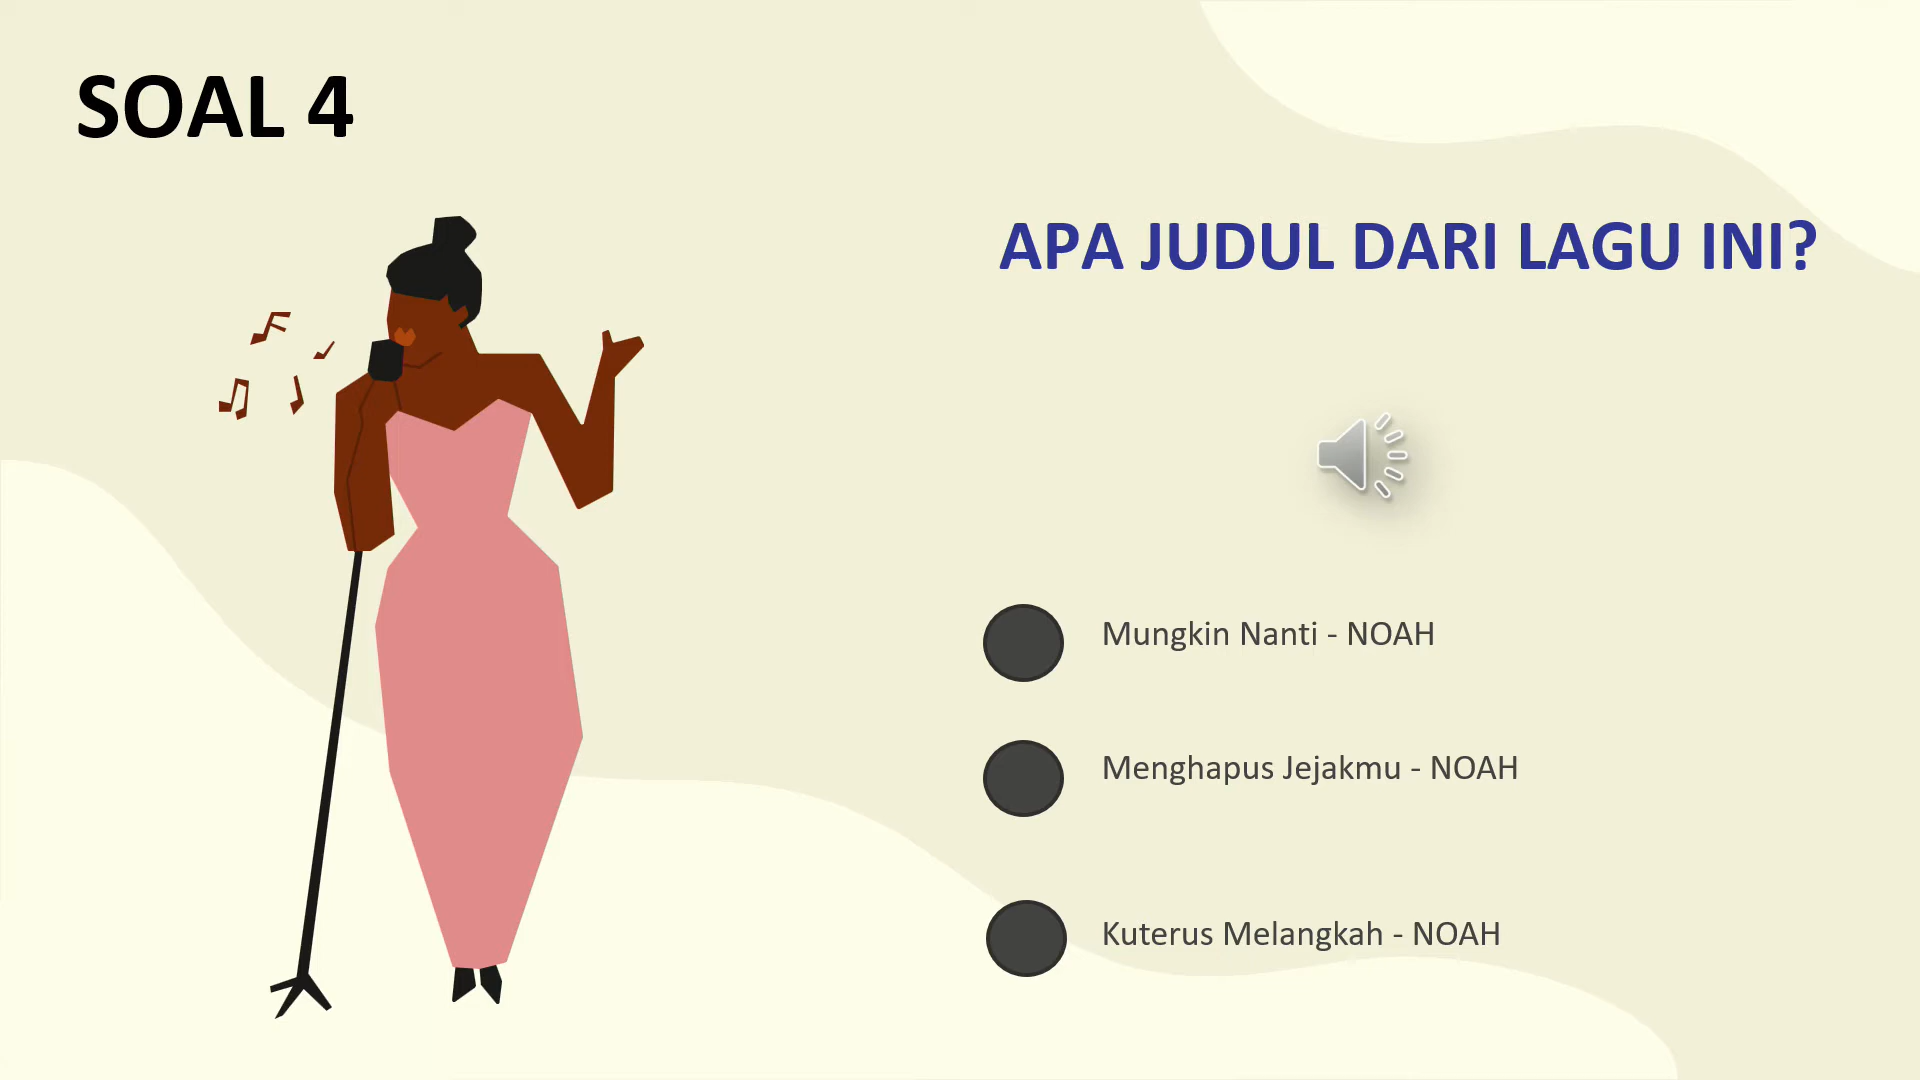 SOAL 4
APA JUDUL DARI LAGU INI?
Mungkin Nanti - NOAH
Menghapus Jejakmu - NOAH
Kuterus Melangkah - NOAH